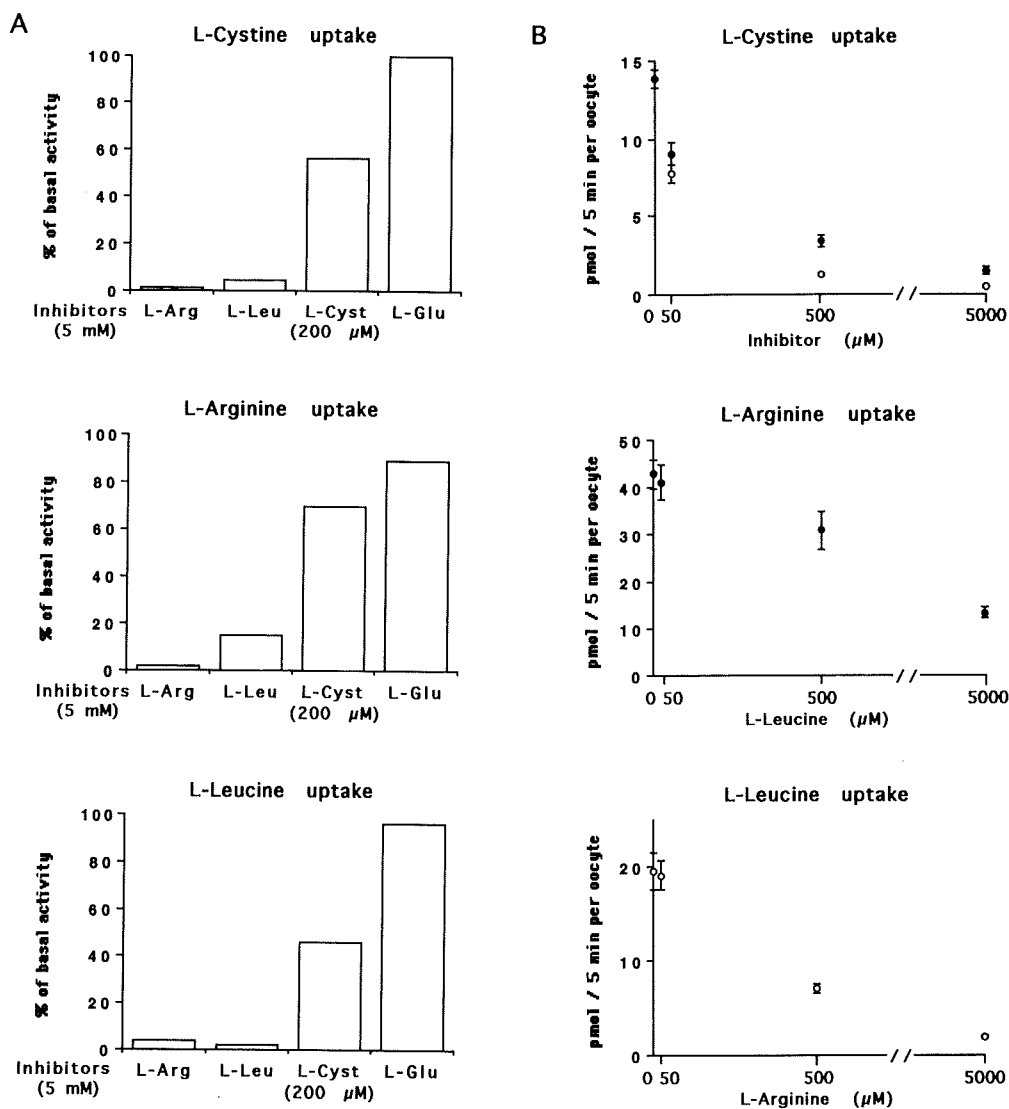 A
L-Cystine uptake
% of basal activity
100
80
60
40
20
0
Inhibitors L-Arg L-Leu L-Cyst L-Glu
(5 mM) (200 µM)
L-Arginine uptake
% of basal activity
100
80
60
40
20
0
Inhibitors L-Arg L-Leu L-Cyst L-Glu
(5 mM) (200 µM)
L-Leucine uptake
% of basal activity
100
80
60
40
20
0
Inhibitors L-Arg L-Leu L-Cyst L-Glu
(5 mM) (200 µM)
B
L-Cystine uptake
pmol / 5 min per oocyte
15
10
5
0
0 50 500 5000
Inhibitor (µM)
L-Arginine uptake
pmol / 5 min per oocyte
50
40
30
20
10
0
0 50 500 5000
L-Leucine (µM)
L-Leucine uptake
pmol / 5 min per oocyte
20
10
0
0 50 500 5000
L-Arginine (µM)